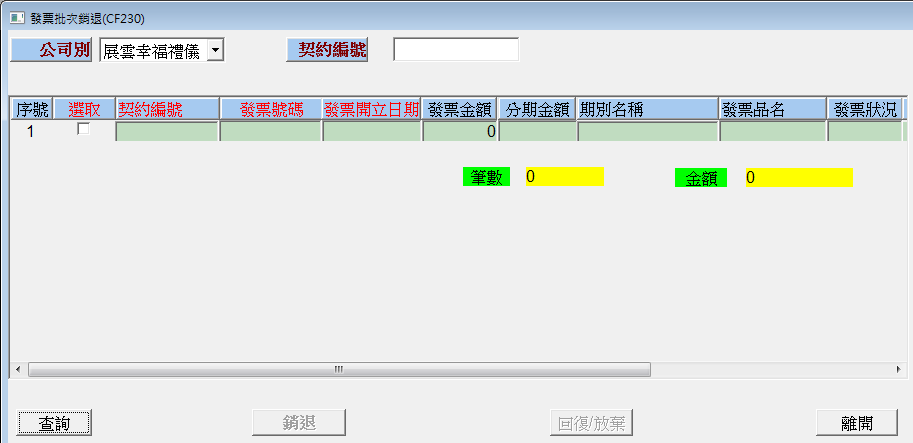 發票批次銷退(CF230)
公司別 展雲幸福禮儀 契約編號
序號 選取 契約編號 發票號碼 發票開立日期 發票金額 分期金額 期別名稱 發票品名 發票狀況
1 0
筆數 0 金額 0
查詢 銷退 回復/放棄 離開